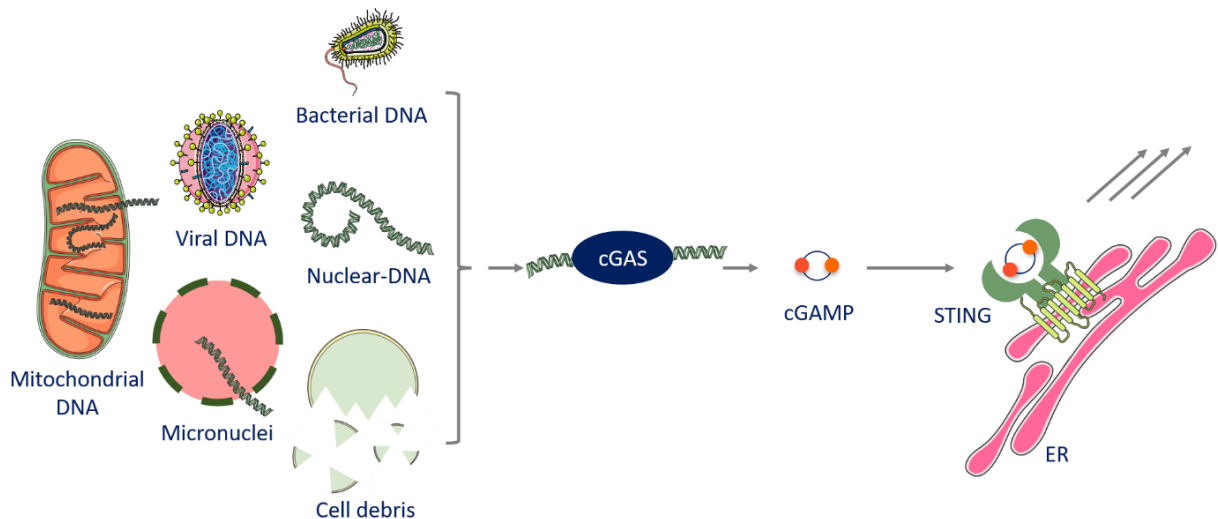 Bacterial DNA
Viral DNA
Nuclear-DNA
Mitochondrial
DNA
Micronuclei
Cell debris
cGAS
cGAMP
STING
ER